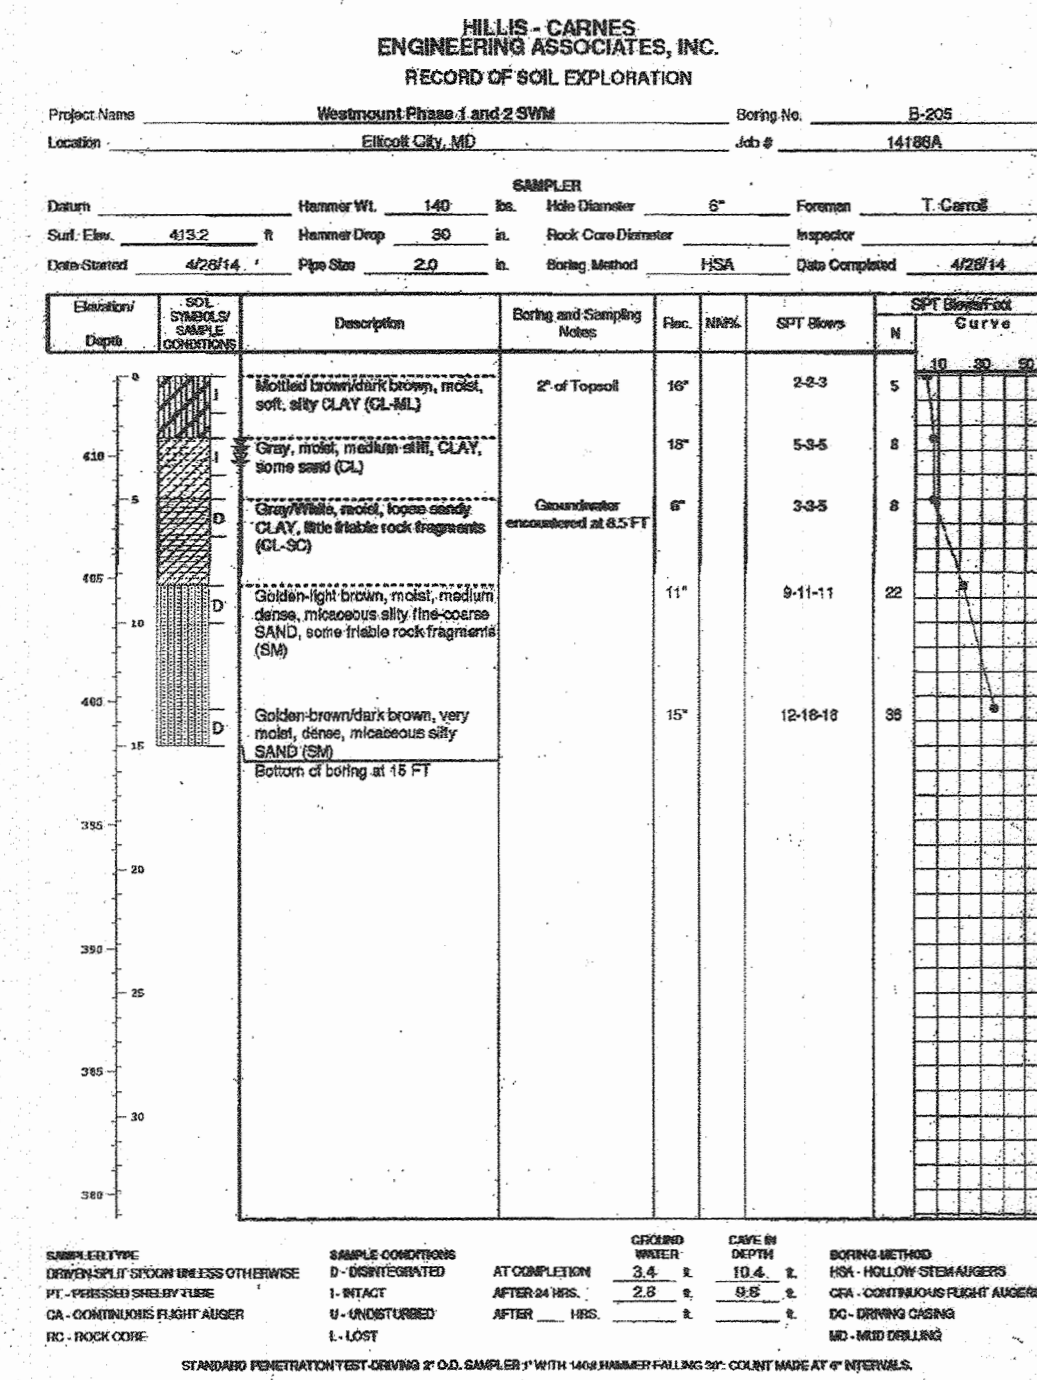 HILLIS - CARNES
ENGINEERING ASSOCIATES, INC.
RECORD OF SOIL EXPLORATION
Project Name Westmount Phase 1 and 2 SWM Boring No. B-205
Location Ellicott City, MD Job # 14186A
SAMPLER
Datum Hammer Wt. 140 lbs. Hole Diameter 6" Foreman T. Carroll
Surf. Elev. 413.2 ft Hammer Drop 30 in. Rock Core Diameter Inspector
Date Started 4/28/14 Pipe Size 2.0 in. Boring Method HSA Date Completed 4/28/14
Elevation/ Depth
SOIL SYMBOLS/ SAMPLE CONDITIONS
Description
Boring and Sampling Notes
Rec. NM% SPT Blows
SPT Blows/Foot
N Curve
10 30 50
0
Mottled brown/dark brown, moist, 2" of Topsoil 16" 2-2-3 5
soft, silty CLAY (CL-ML) I
Gray, moist, medium stiff, CLAY, 18" 5-3-5 8
410 I some sand (CL)
5 Gray/White, moist, loose sandy Groundwater 6" 3-3-5 8
D CLAY, little friable rock fragments encountered at 8.5 FT
(CL-SC)
405
D Golden-light brown, moist, medium 11" 9-11-11 22
dense, micaceous silty fine-coarse
10 SAND, some friable rock fragments
(SM)
400
D Golden-brown/dark brown, very 15" 12-18-18 36
moist, dense, micaceous silty
15 SAND (SM)
Bottom of boring at 15 FT
395
20
390
25
385
30
380
GROUND WATER CAVE IN DEPTH
SAMPLER TYPE SAMPLE CONDITIONS BORING METHOD
DRIVEN SPLIT SPOON UNLESS OTHERWISE D - DISINTEGRATED AT COMPLETION 3.4 ft. 10.4 ft. HSA - HOLLOW STEM AUGERS
PT - PRESSED SHELBY TUBE I - INTACT AFTER 24 HRS. 2.8 ft. 9.8 ft. CFA - CONTINUOUS FLIGHT AUGERS
CA - CONTINUOUS FLIGHT AUGER U - UNDISTURBED AFTER ___ HRS. ft. ft. DC - DRIVING CASING
RC - ROCK CORE L - LOST MD - MUD DRILLING
STANDARD PENETRATION TEST-DRIVING 2" O.D. SAMPLER 1' WITH 140# HAMMER FALLING 30": COUNT MADE AT 6" INTERVALS.